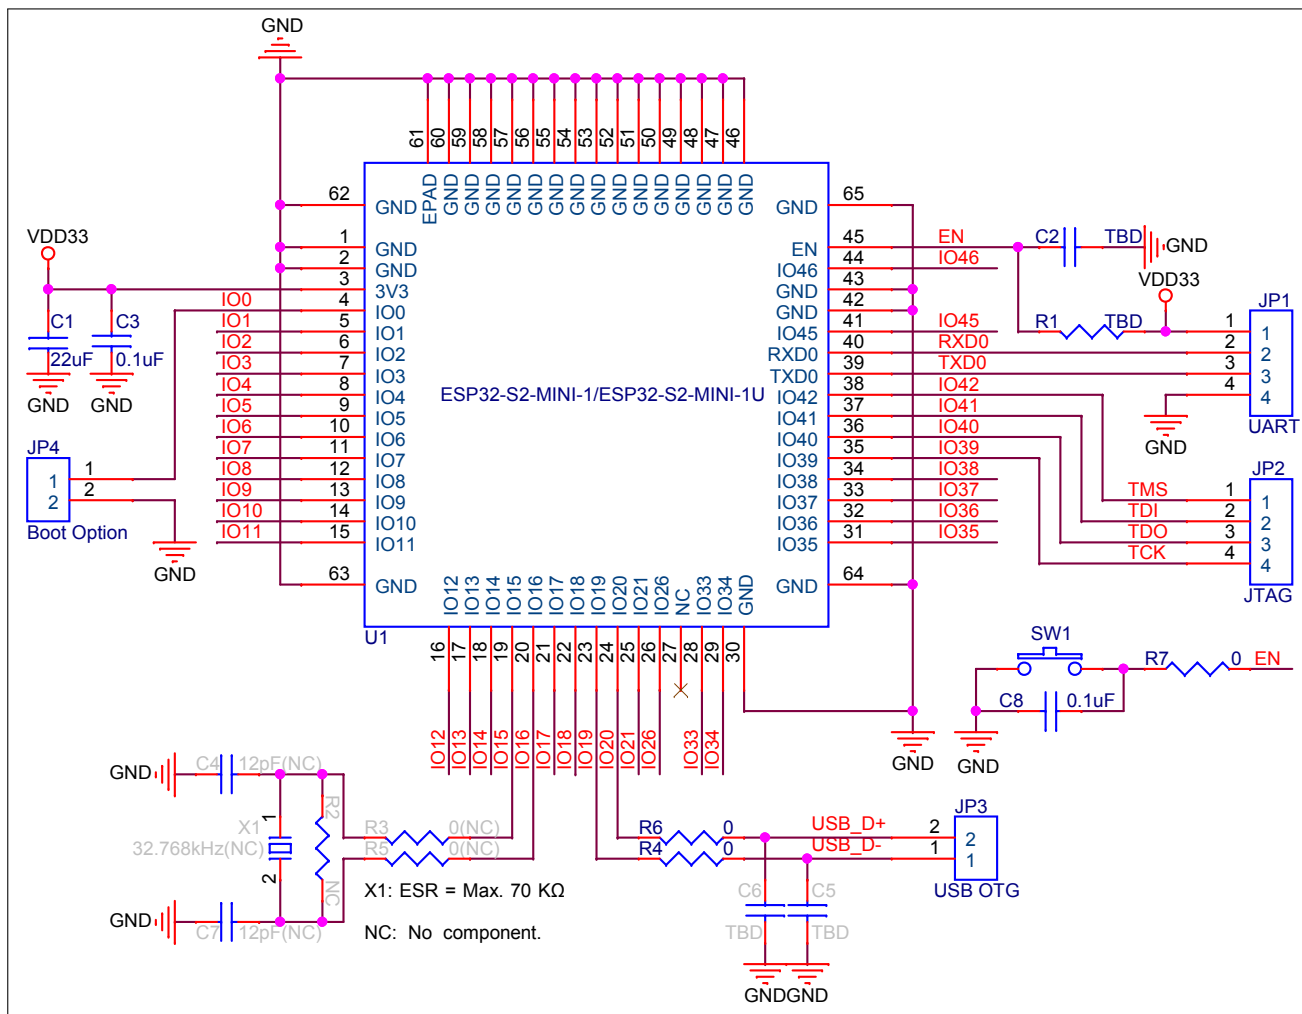 GND
61 60 59 58 57 56 55 54 53 52 51 50 49 48 47 46
EPAD GND GND GND GND GND GND GND GND GND GND GND GND GND GND GND
62 GND
GND 65
VDD33
1 GND
EN 45 EN
C2 TBD GND
2 GND
IO46 44 IO46
3 3V3
GND 43
VDD33
IO0 4 IO0
GND 42
JP1
C1 22uF
C3 0.1uF
GND GND
IO1 5 IO1
IO45 41 IO45
R1 TBD
1 1
IO2 6 IO2
RXD0 40 RXD0
2 2
IO3 7 IO3
TXD0 39 TXD0
3 3
IO4 8 IO4
ESP32-S2-MINI-1/ESP32-S2-MINI-1U
IO42 38 IO42
4 4
GND
UART
IO5 9 IO5
IO41 37 IO41
IO6 10 IO6
IO40 36 IO40
IO7 11 IO7
IO39 35 IO39
JP4
1 1
2 2
Boot Option
GND
IO8 12 IO8
IO38 34 IO38
JP2
IO9 13 IO9
IO37 33 IO37
TMS 1 1
IO10 14 IO10
IO36 32 IO36
TDI 2 2
IO11 15 IO11
IO35 31 IO35
TDO 3 3
TCK 4 4
JTAG
63 GND
GND 64
IO12 IO13 IO14 IO15 IO16 IO17 IO18 IO19 IO20 IO21 IO26 NC IO33 IO34 GND
U1
16 17 18 19 20 21 22 23 24 25 26 27 28 29 30
IO12 IO13 IO14 IO15 IO16 IO17 IO18 IO19 IO20 IO21 IO26 IO33 IO34
GND
SW1
R7 0 EN
C8 0.1uF
GND
GND C4 12pF(NC)
X1
1
32.768kHz(NC)
2
R2 NC
R3 0(NC)
R5 0(NC)
GND C7 12pF(NC)
X1: ESR = Max. 70 KΩ
NC: No component.
JP3
R6 0 USB_D+ 2 2
R4 0 USB_D- 1 1
USB OTG
C6 TBD
C5 TBD
GND GND